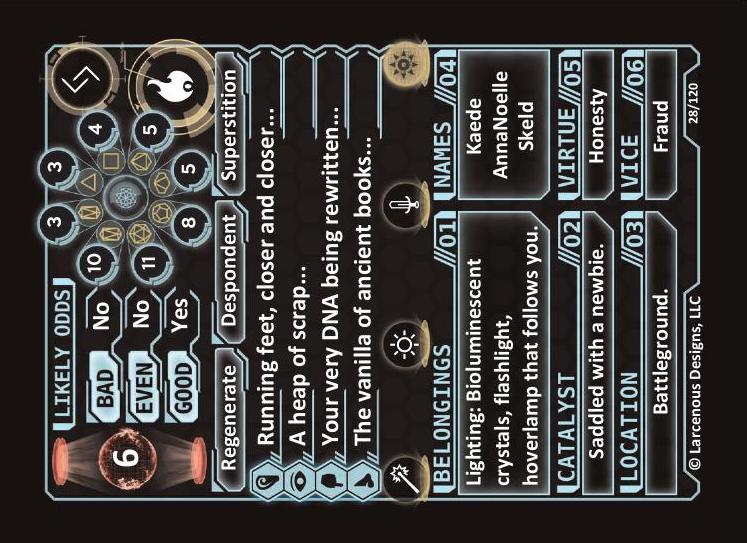 6
LIKELY ODDS
BAD No
EVEN No
GOOD Yes
3
3
4
5
5
8
11
10
Regenerate Despondent Superstition
Running feet, closer and closer...
A heap of scrap...
Your very DNA being rewritten...
The vanilla of ancient books...
BELONGINGS //01
Lighting: Bioluminescent
crystals, flashlight,
hoverlamp that follows you.
CATALYST //02
Saddled with a newbie.
LOCATION //03
Battleground.
NAMES //04
Kaede
AnnaNoelle
Skeld
VIRTUE //05
Honesty
VICE //06
Fraud
© Larcenous Designs, LLC
28/120